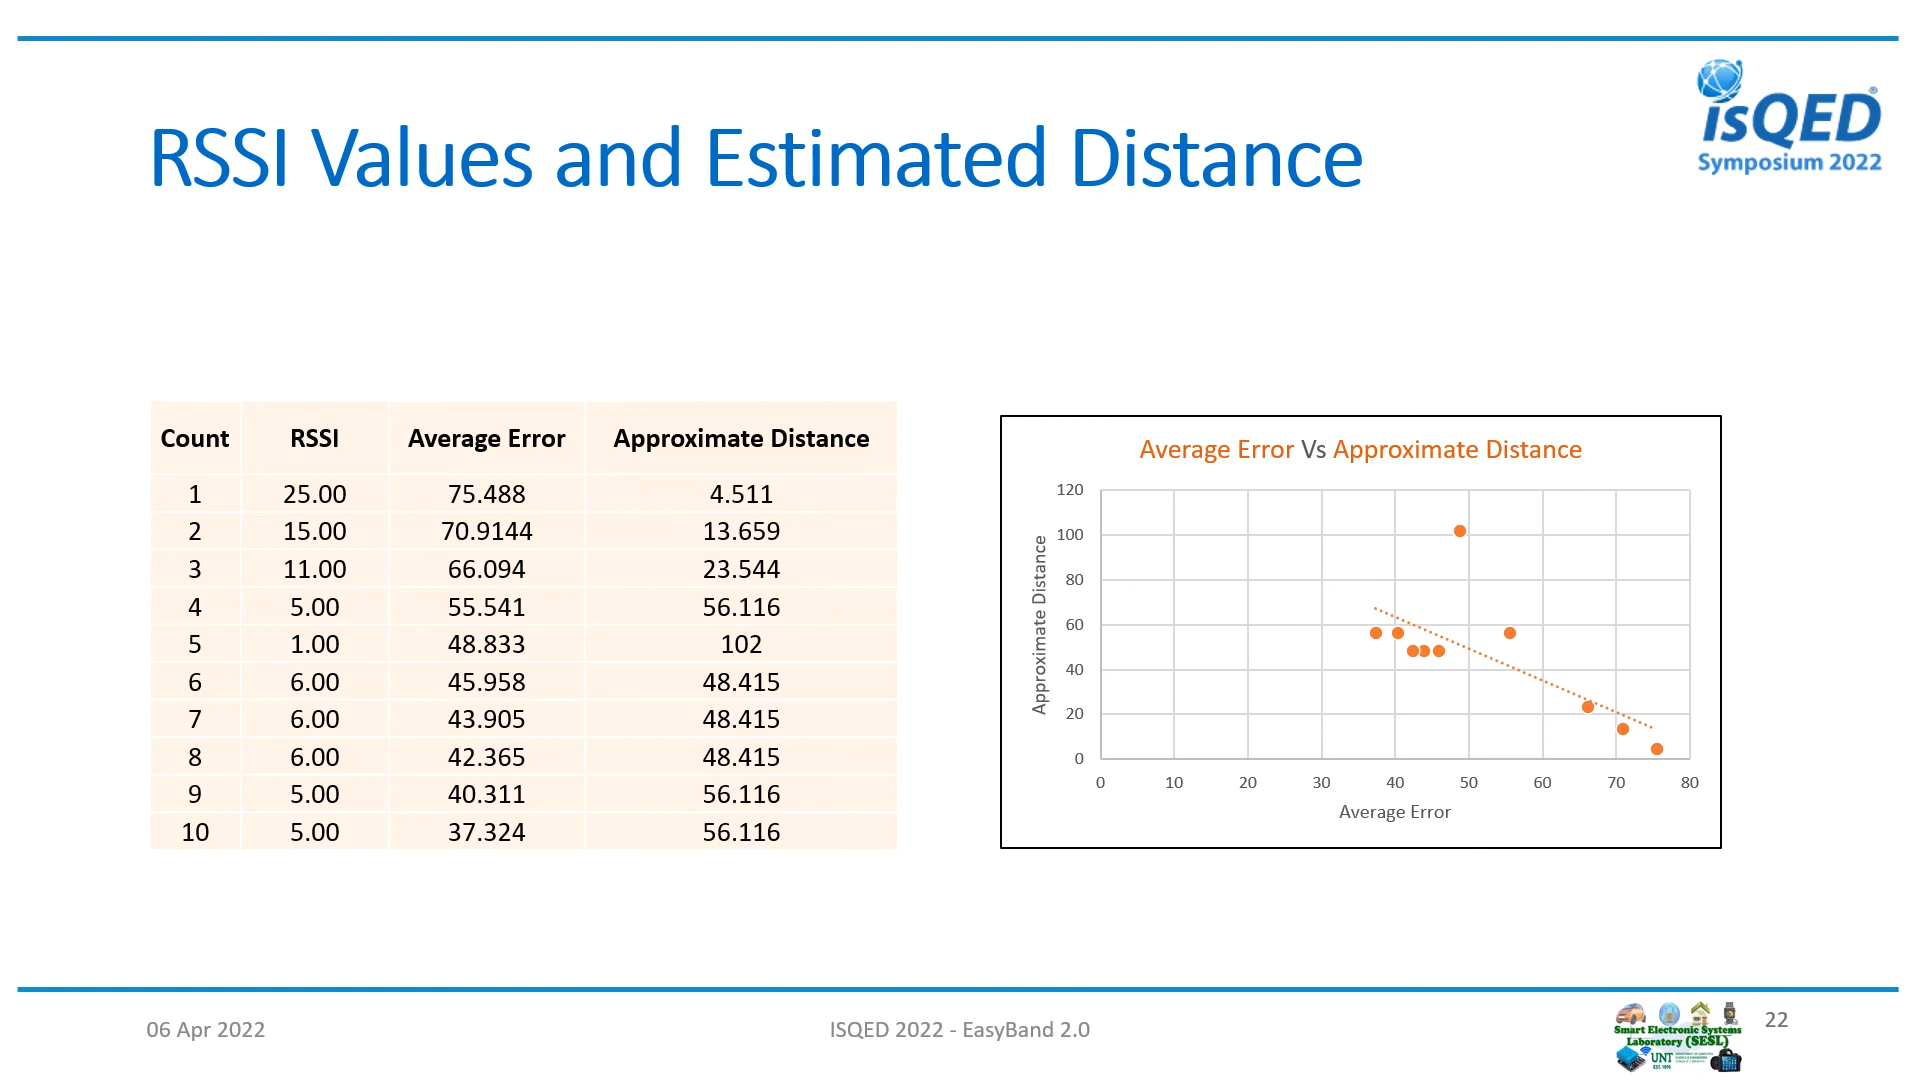 isQED®
Symposium 2022
RSSI Values and Estimated Distance
Count RSSI Average Error Approximate Distance
1 25.00 75.488 4.511
2 15.00 70.9144 13.659
3 11.00 66.094 23.544
4 5.00 55.541 56.116
5 1.00 48.833 102
6 6.00 45.958 48.415
7 6.00 43.905 48.415
8 6.00 42.365 48.415
9 5.00 40.311 56.116
10 5.00 37.324 56.116
Average Error Vs Approximate Distance
Approximate Distance
120
100
80
60
40
20
0
0 10 20 30 40 50 60 70 80
Average Error
06 Apr 2022
ISQED 2022 - EasyBand 2.0
Smart Electronic Systems
Laboratory (SESL)
UNT
EST. 1890
22